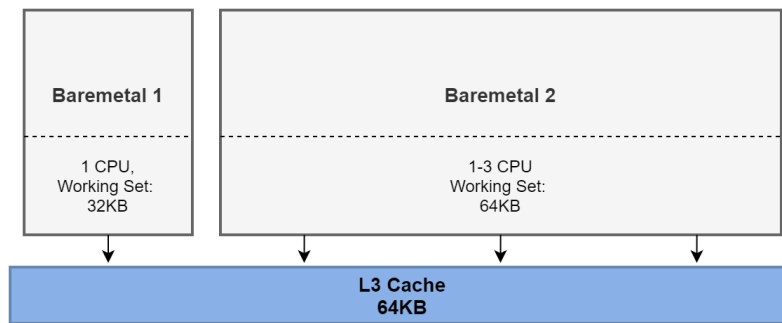 Baremetal 1
1 CPU,
Working Set:
32KB
Baremetal 2
1-3 CPU
Working Set:
64KB
L3 Cache
64KB